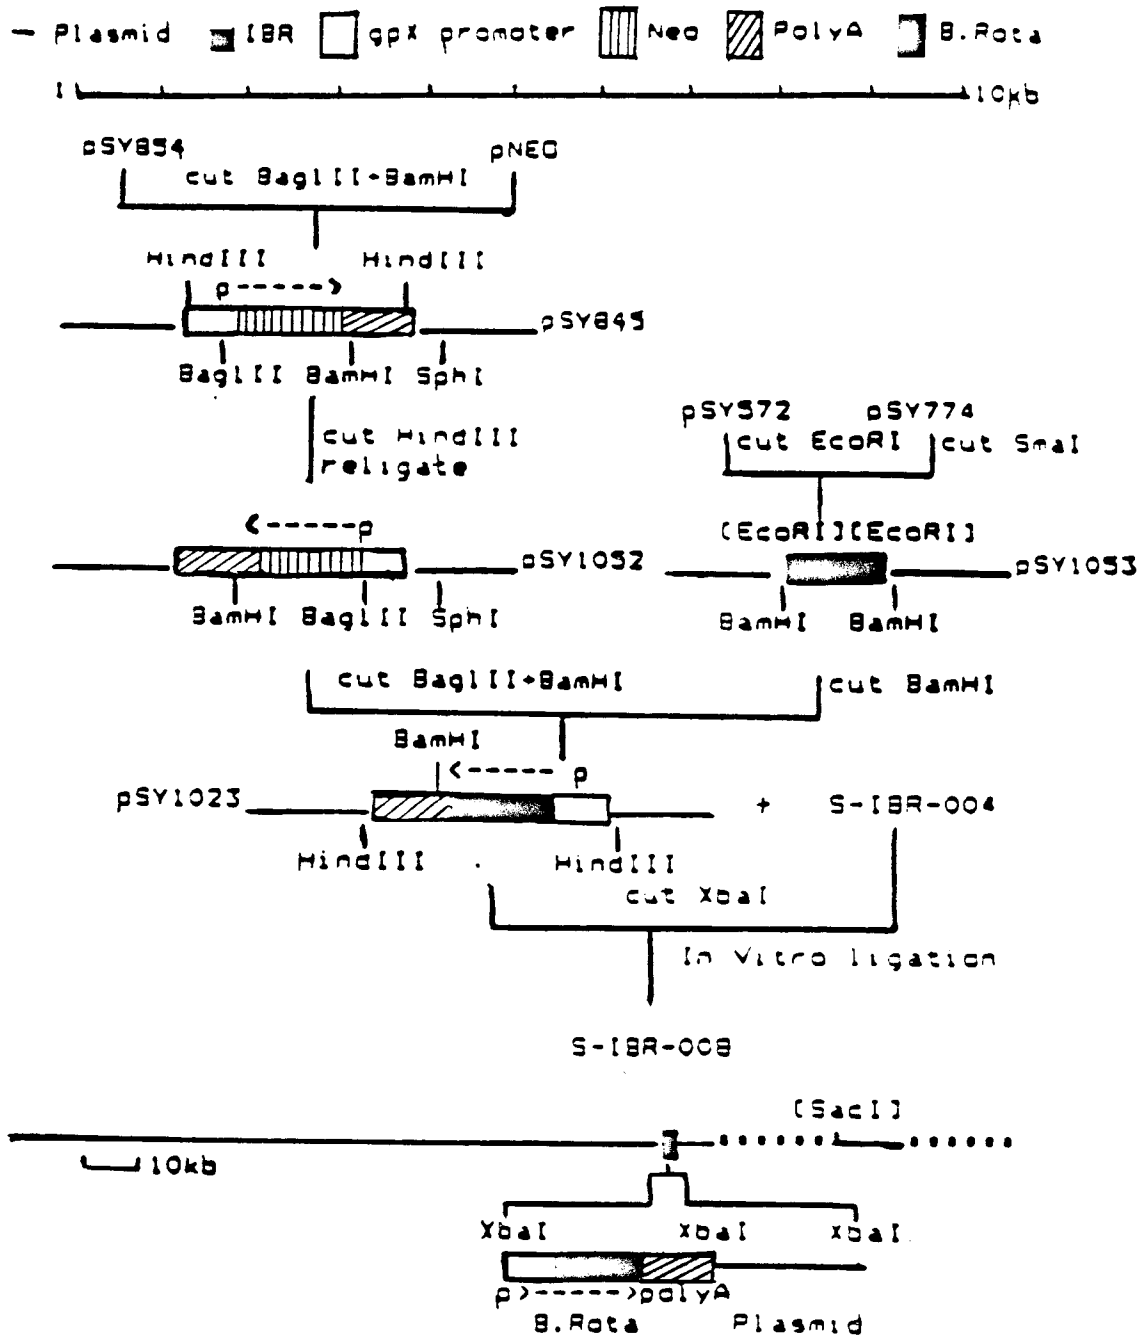 Plasmid IBR gpX promoter Neo PolyA B.Rota
10kb
pSY854 pNEO
cut BaglII+BamHI
HindIII HindIII
p----->
pSY845
BaglII BamHI SphI
cut HindIII
religate
pSY572 pSY774
cut EcoRI cut SmaI
<-----p
[EcoRI][EcoRI]
pSY1052 pSY1053
BamHI BaglII SphI BamHI BamHI
cut BaglII+BamHI cut BamHI
BamHI
<----- p
pSY1023 + S-IBR-004
HindIII HindIII
cut XbaI
In Vitro ligation
S-IBR-008
[SacI]
10kb
XbaI XbaI XbaI
p>------>polyA
B.Rota Plasmid